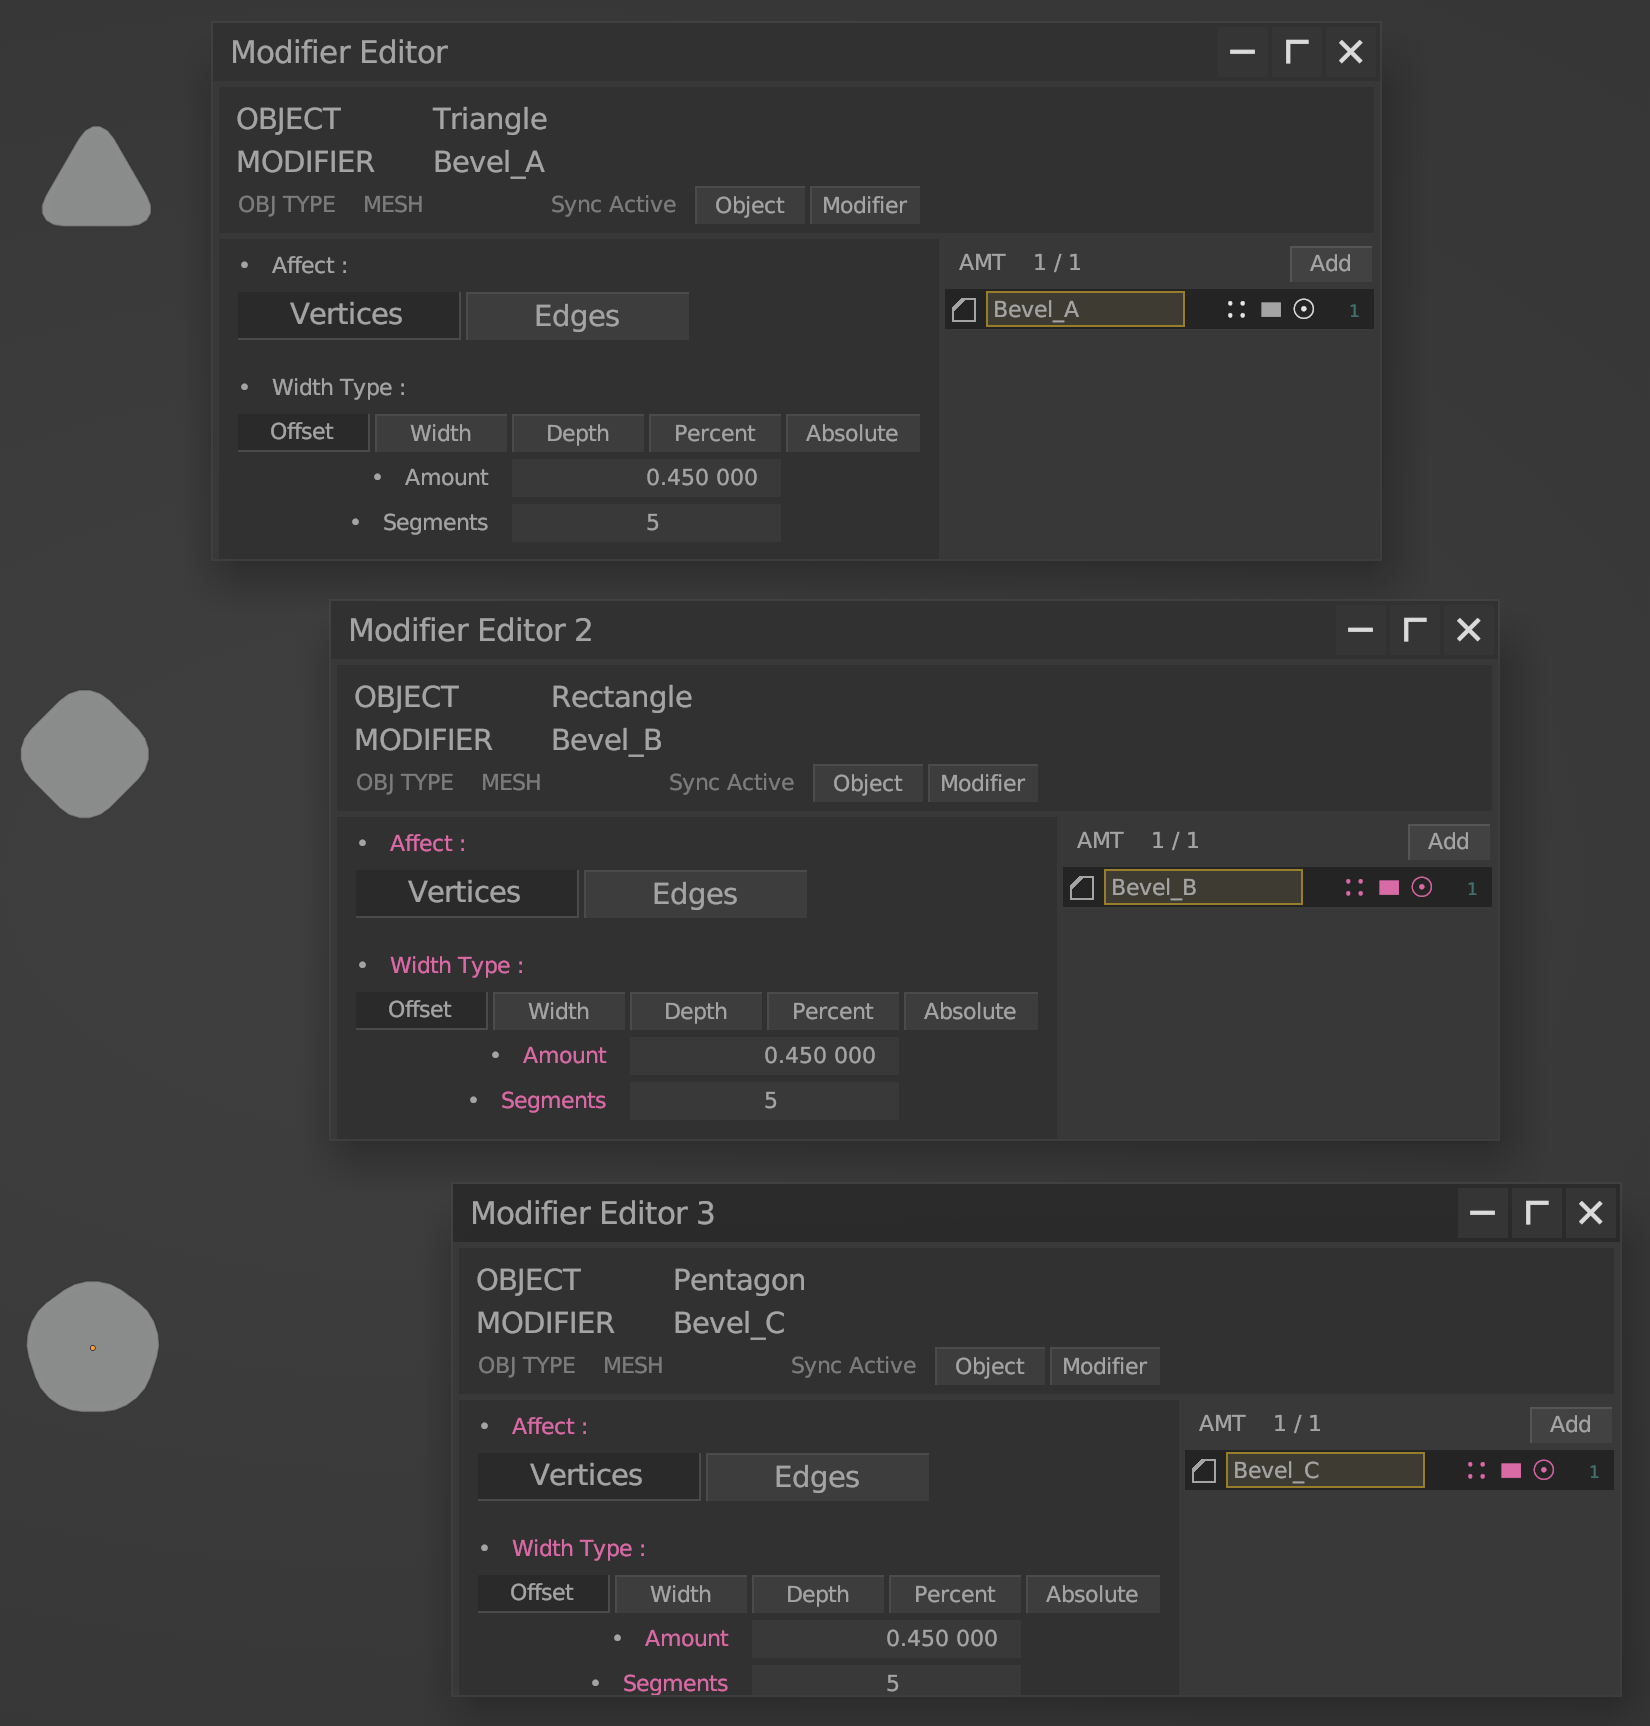 Modifier Editor
OBJECT Triangle
MODIFIER Bevel_A
OBJ TYPE MESH Sync Active Object Modifier
• Affect : AMT 1 / 1 Add
Bevel_A 1
Vertices Edges
• Width Type :
Offset Width Depth Percent Absolute
• Amount 0.450 000
• Segments 5
Modifier Editor 2
OBJECT Rectangle
MODIFIER Bevel_B
OBJ TYPE MESH Sync Active Object Modifier
• Affect : AMT 1 / 1 Add
Bevel_B 1
Vertices Edges
• Width Type :
Offset Width Depth Percent Absolute
• Amount 0.450 000
• Segments 5
Modifier Editor 3
OBJECT Pentagon
MODIFIER Bevel_C
OBJ TYPE MESH Sync Active Object Modifier
• Affect : AMT 1 / 1 Add
Bevel_C 1
Vertices Edges
• Width Type :
Offset Width Depth Percent Absolute
• Amount 0.450 000
• Segments 5